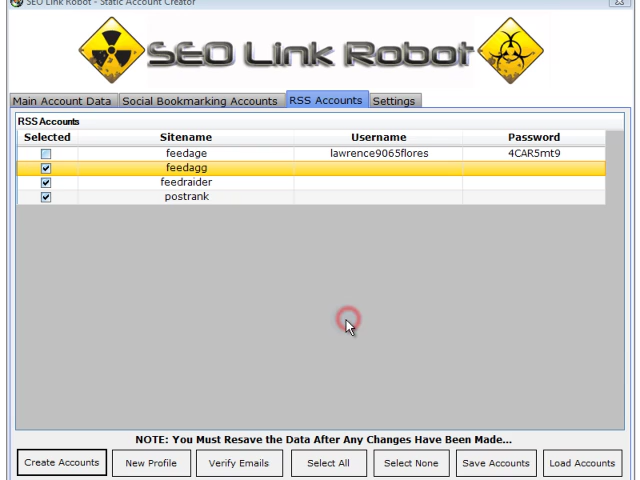 SEO Link Robot - Static Account Creator
SEO Link Robot
Main Account Data Social Bookmarking Accounts RSS Accounts Settings
RSS Accounts
Selected Sitename Username Password
feedage lawrence9065flores 4CAR5mt9
feedagg
feedraider
postrank
NOTE: You Must Resave the Data After Any Changes Have Been Made...
Create Accounts New Profile Verify Emails Select All Select None Save Accounts Load Accounts